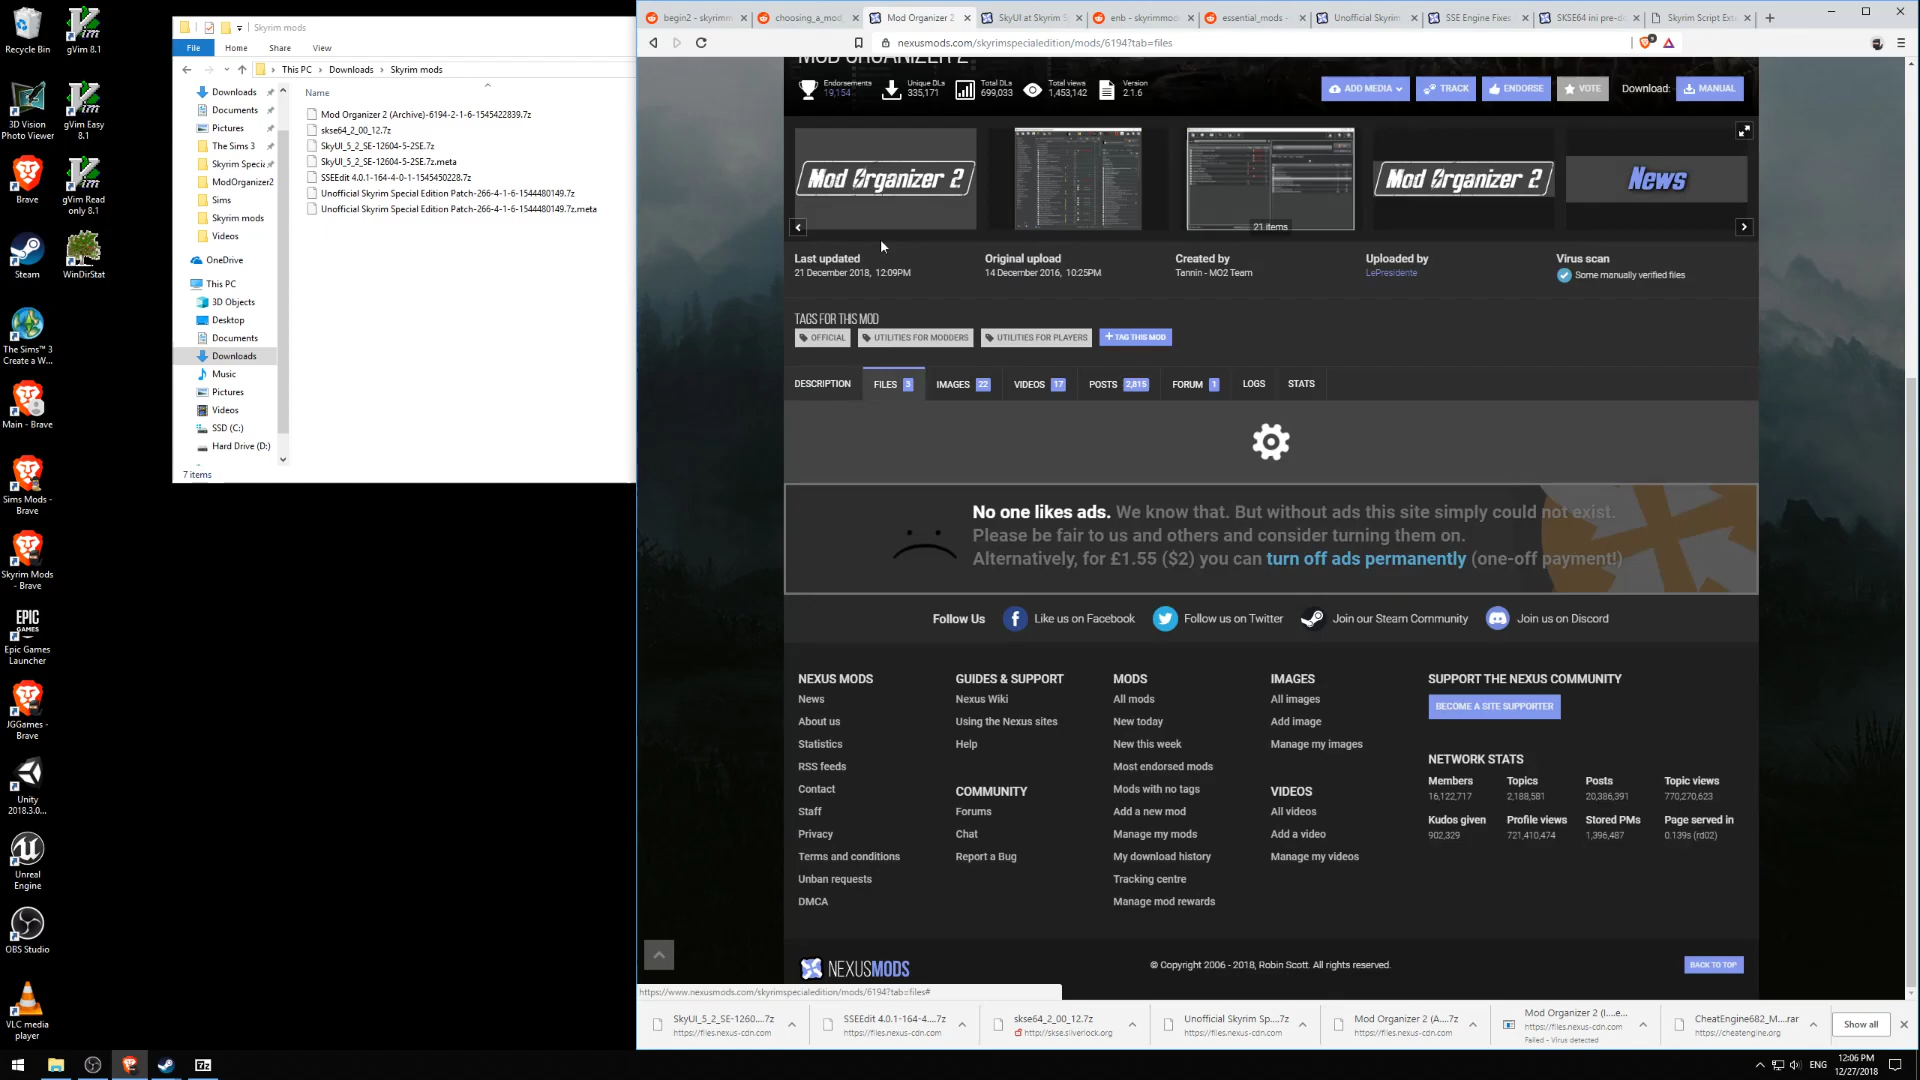 Recycle Bin
gVim 8.1
3D Vision
Photo Viewer
gVim Easy
8.1
Brave
gVim Read
only 8.1
Steam
WinDirStat
The Sims™ 3
Create a W...
Main - Brave
Sims Mods -
Brave
Skyrim Mods
- Brave
EPIC
GAMES
Epic Games
Launcher
JGGames -
Brave
Unity
2018.3.0...
Unreal
Engine
OBS Studio
VLC media
player
Skyrim mods
File
Home
Share
View
This PC
Downloads
Skyrim mods
Downloads
Documents
Pictures
The Sims 3
Skyrim Specia
ModOrganizer2
Sims
Skyrim mods
Videos
OneDrive
This PC
3D Objects
Desktop
Documents
Downloads
Music
Pictures
Videos
SSD (C:)
Hard Drive (D:)
Name
Mod Organizer 2 (Archive)-6194-2-1-6-1545422839.7z
skse64_2_00_12.7z
SkyUI_5_2_SE-12604-5-2SE.7z
SkyUI_5_2_SE-12604-5-2SE.7z.meta
SSEEdit 4.0.1-164-4-0-1-1545450228.7z
Unofficial Skyrim Special Edition Patch-266-4-1-6-1544480149.7z
Unofficial Skyrim Special Edition Patch-266-4-1-6-1544480149.7z.meta
7 items
begin2 - skyrimm
choosing_a_mod_
Mod Organizer 2
SkyUI at Skyrim S
enb - skyrimmod
essential_mods -
Unofficial Skyrim
SSE Engine Fixes
SKSE64 ini pre-d
Skyrim Script Ext
nexusmods.com/skyrimspecialedition/mods/6194?tab=files
MOD ORGANIZER 2
Endorsements
19,154
Unique DLs
335,171
Total DLs
699,033
Total views
1,453,142
Version
2.1.6
ADD MEDIA
TRACK
ENDORSE
VOTE
Download:
MANUAL
Mod Organizer 2
21 items
Mod Organizer 2
News
Last updated
21 December 2018, 12:09PM
Original upload
14 December 2016, 10:25PM
Created by
Tannin - MO2 Team
Uploaded by
LePresidente
Virus scan
Some manually verified files
TAGS FOR THIS MOD
OFFICIAL
UTILITIES FOR MODDERS
UTILITIES FOR PLAYERS
+ TAG THIS MOD
DESCRIPTION
FILES 3
IMAGES 22
VIDEOS 17
POSTS 2,815
FORUM 1
LOGS
STATS
No one likes ads. We know that. But without ads this site simply could not exist.
Please be fair to us and others and consider turning them on.
Alternatively, for £1.55 ($2) you can turn off ads permanently (one-off payment!)
Follow Us
Like us on Facebook
Follow us on Twitter
Join our Steam Community
Join us on Discord
NEXUS MODS
News
About us
Statistics
RSS feeds
Contact
Staff
Privacy
Terms and conditions
Unban requests
DMCA
GUIDES & SUPPORT
Nexus Wiki
Using the Nexus sites
Help
COMMUNITY
Forums
Chat
Report a Bug
MODS
All mods
New today
New this week
Most endorsed mods
Mods with no tags
Add a new mod
Manage my mods
My download history
Tracking centre
Manage mod rewards
IMAGES
All images
Add image
Manage my images
VIDEOS
All videos
Add a video
Manage my videos
SUPPORT THE NEXUS COMMUNITY
BECOME A SITE SUPPORTER
NETWORK STATS
Members
16,122,717
Topics
2,188,581
Posts
20,386,391
Topic views
770,270,623
Kudos given
902,329
Profile views
721,410,474
Stored PMs
1,396,487
Page served in
0.139s (rd02)
NEXUSMODS
© Copyright 2006 - 2018, Robin Scott. All rights reserved.
BACK TO TOP
https://www.nexusmods.com/skyrimspecialedition/mods/6194?tab=files#
SkyUI_5_2_SE-1260....7z
https://files.nexus-cdn.com
SSEEdit 4.0.1-164-4....7z
https://files.nexus-cdn.com
skse64_2_00_12.7z
http://skse.silverlock.org
Unofficial Skyrim Sp....7z
https://files.nexus-cdn.com
Mod Organizer 2 (A....7z
https://files.nexus-cdn.com
Mod Organizer 2 (I....e...
https://files.nexus-cdn.com
Failed - Virus detected
CheatEngine682_M....rar
https://cheatengine.org
Show all
7z
ENG
12:06 PM
12/27/2018